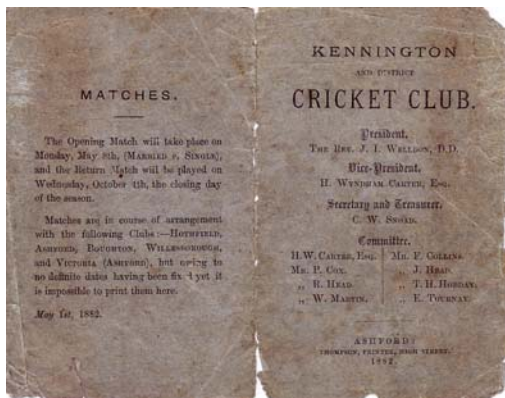 MATCHES.
The Opening Match will take place on
Monday, May 8th, (MARRIED v. SINGLE),
and the Return Match will be played on
Wednesday, October 4th, the closing day
of the season.
Matches are in course of arrangement
with the following Clubs:—HOTHFIELD,
ASHFORD, BOUGHTON, WILLESBOROUGH,
and VICTORIA (ASHFORD), but owing to
no definite dates having been fixed yet it
is impossible to print them here.
May 1st, 1882.
KENNINGTON
AND DISTRICT
CRICKET CLUB.
President.
THE REV. J. I. WELLDON, D.D.
Vice-President.
H. WYNDHAM CARTER, ESQ.
Secretary and Treasurer.
C. W. SNOAD.
Committee.
H. W. CARTER, ESQ. MR. F. COLLINS.
MR. P. COX. J. HEAD.
„ R. HEAD. „ T. H. HORDAY.
„ W. MARTIN. „ E. TOURNAY.
ASHFORD:
THOMPSON, PRINTER, HIGH STREET.
1882.